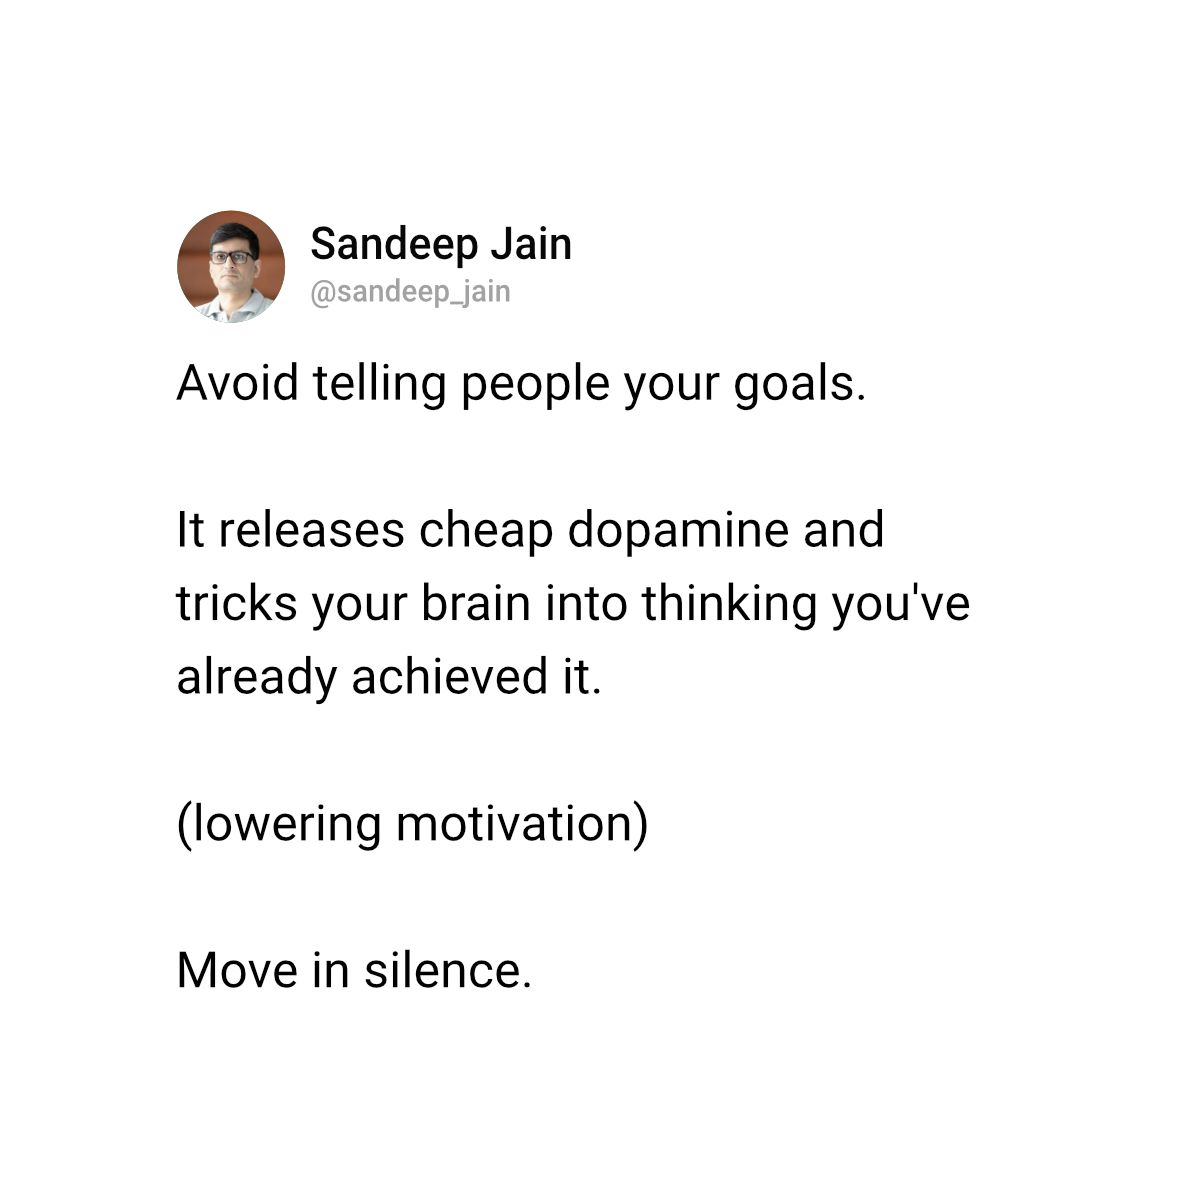 Sandeep Jain
@sandeep_jain
Avoid telling people your goals.
It releases cheap dopamine and
tricks your brain into thinking you've
already achieved it.
(lowering motivation)
Move in silence.